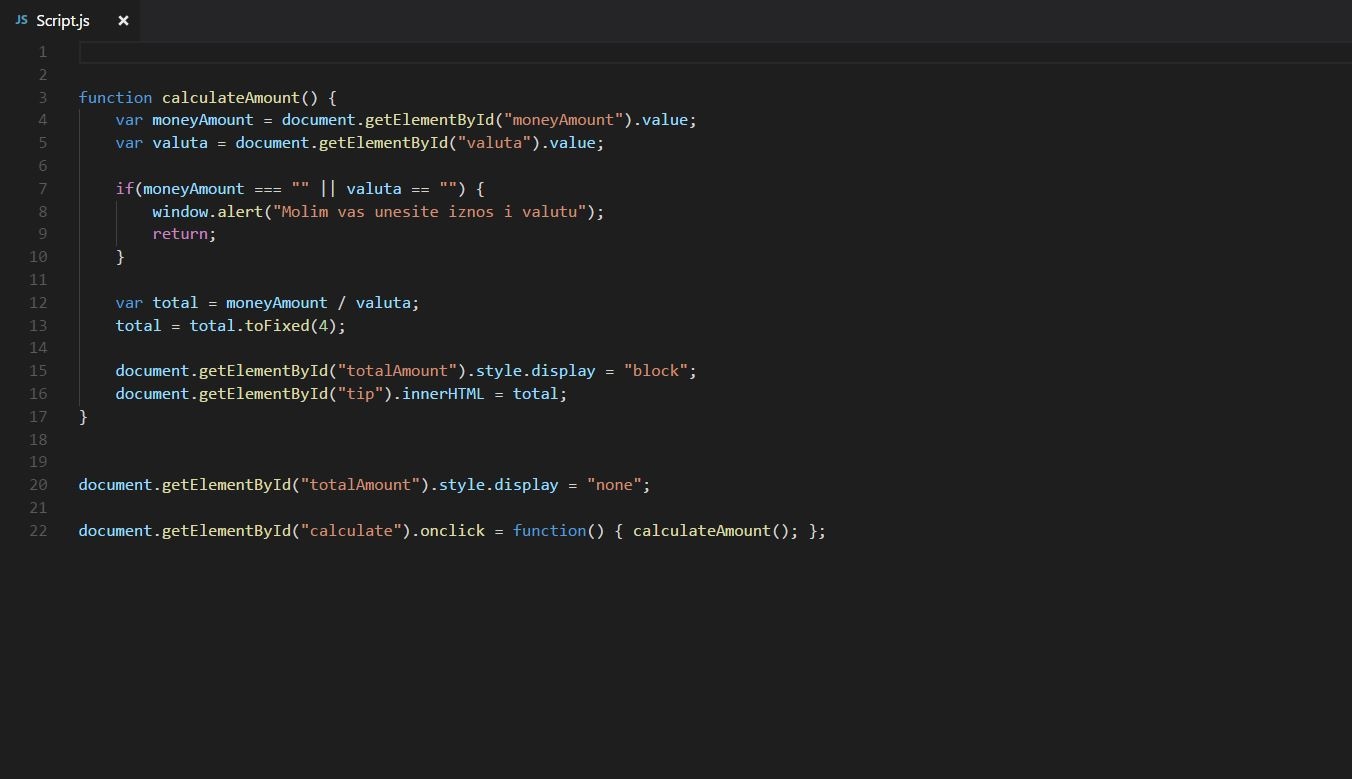 JS Script.js ×
1
2
3 function calculateAmount() {
4 var moneyAmount = document.getElementById("moneyAmount").value;
5 var valuta = document.getElementById("valuta").value;
6
7 if(moneyAmount === "" || valuta == "") {
8 window.alert("Molim vas unesite iznos i valutu");
9 return;
10 }
11
12 var total = moneyAmount / valuta;
13 total = total.toFixed(4);
14
15 document.getElementById("totalAmount").style.display = "block";
16 document.getElementById("tip").innerHTML = total;
17 }
18
19
20 document.getElementById("totalAmount").style.display = "none";
21
22 document.getElementById("calculate").onclick = function() { calculateAmount(); };